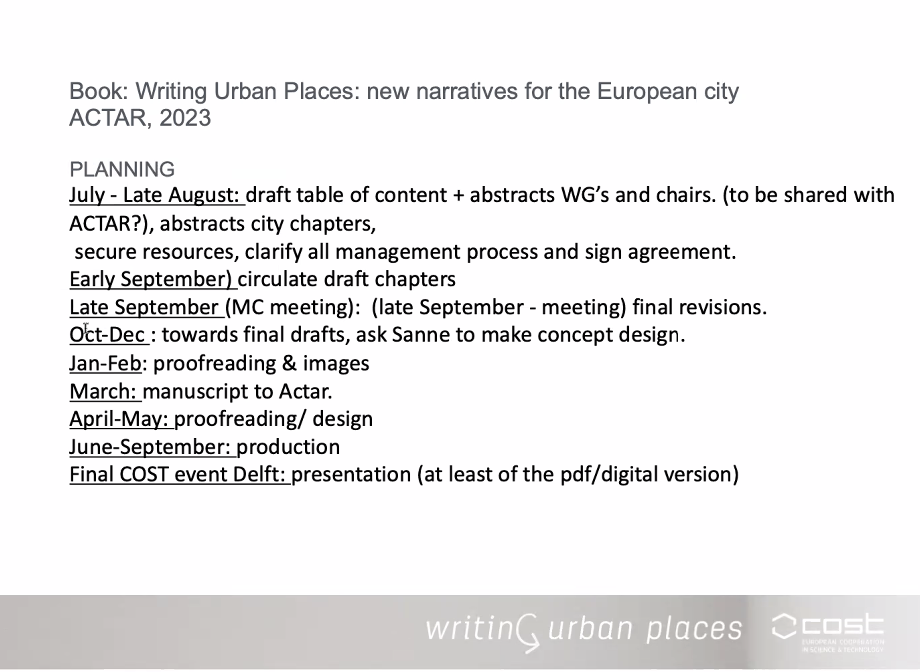 Book: Writing Urban Places: new narratives for the European city
ACTAR, 2023
PLANNING
July - Late August: draft table of content + abstracts WG's and chairs. (to be shared with
ACTAR?), abstracts city chapters,
secure resources, clarify all management process and sign agreement.
Early September) circulate draft chapters
Late September (MC meeting): (late September - meeting) final revisions.
Oct-Dec : towards final drafts, ask Sanne to make concept design.
Jan-Feb: proofreading & images
March: manuscript to Actar.
April-May: proofreading/ design
June-September: production
Final COST event Delft: presentation (at least of the pdf/digital version)
writing urban places
cost
EUROPEAN COOPERATION
IN SCIENCE & TECHNOLOGY